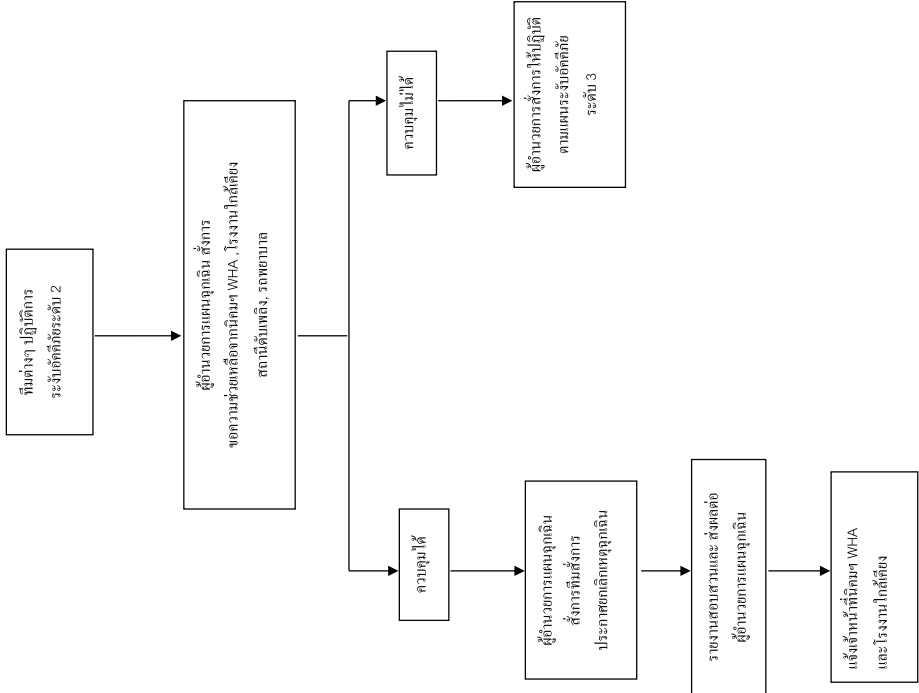 ทีมต่างๆ ปฏิบัติการ
ระงับอัคคีภัยระดับ 2
ผู้อำนวยการแผนฉุกเฉิน สั่งการ
ขอความช่วยเหลือจากนิคมฯ WHA ,โรงงานใกล้เคียง
สถานีดับเพลิง, รถพยาบาล
ควบคุมไม่ได้
ผู้อำนวยการสั่งการให้ปฏิบัติ
ตามแผนระงับอัคคีภัย
ระดับ 3
ควบคุมได้
ผู้อำนวยการแผนฉุกเฉิน
สั่งการทีมสั่งการ
ประกาศยกเลิกเหตุฉุกเฉิน
รายงานสอบสวนและ ส่งผลต่อ
ผู้อำนวยการแผนฉุกเฉิน
แจ้งเจ้าหน้าที่นิคมฯ WHA
และโรงงานใกล้เคียง